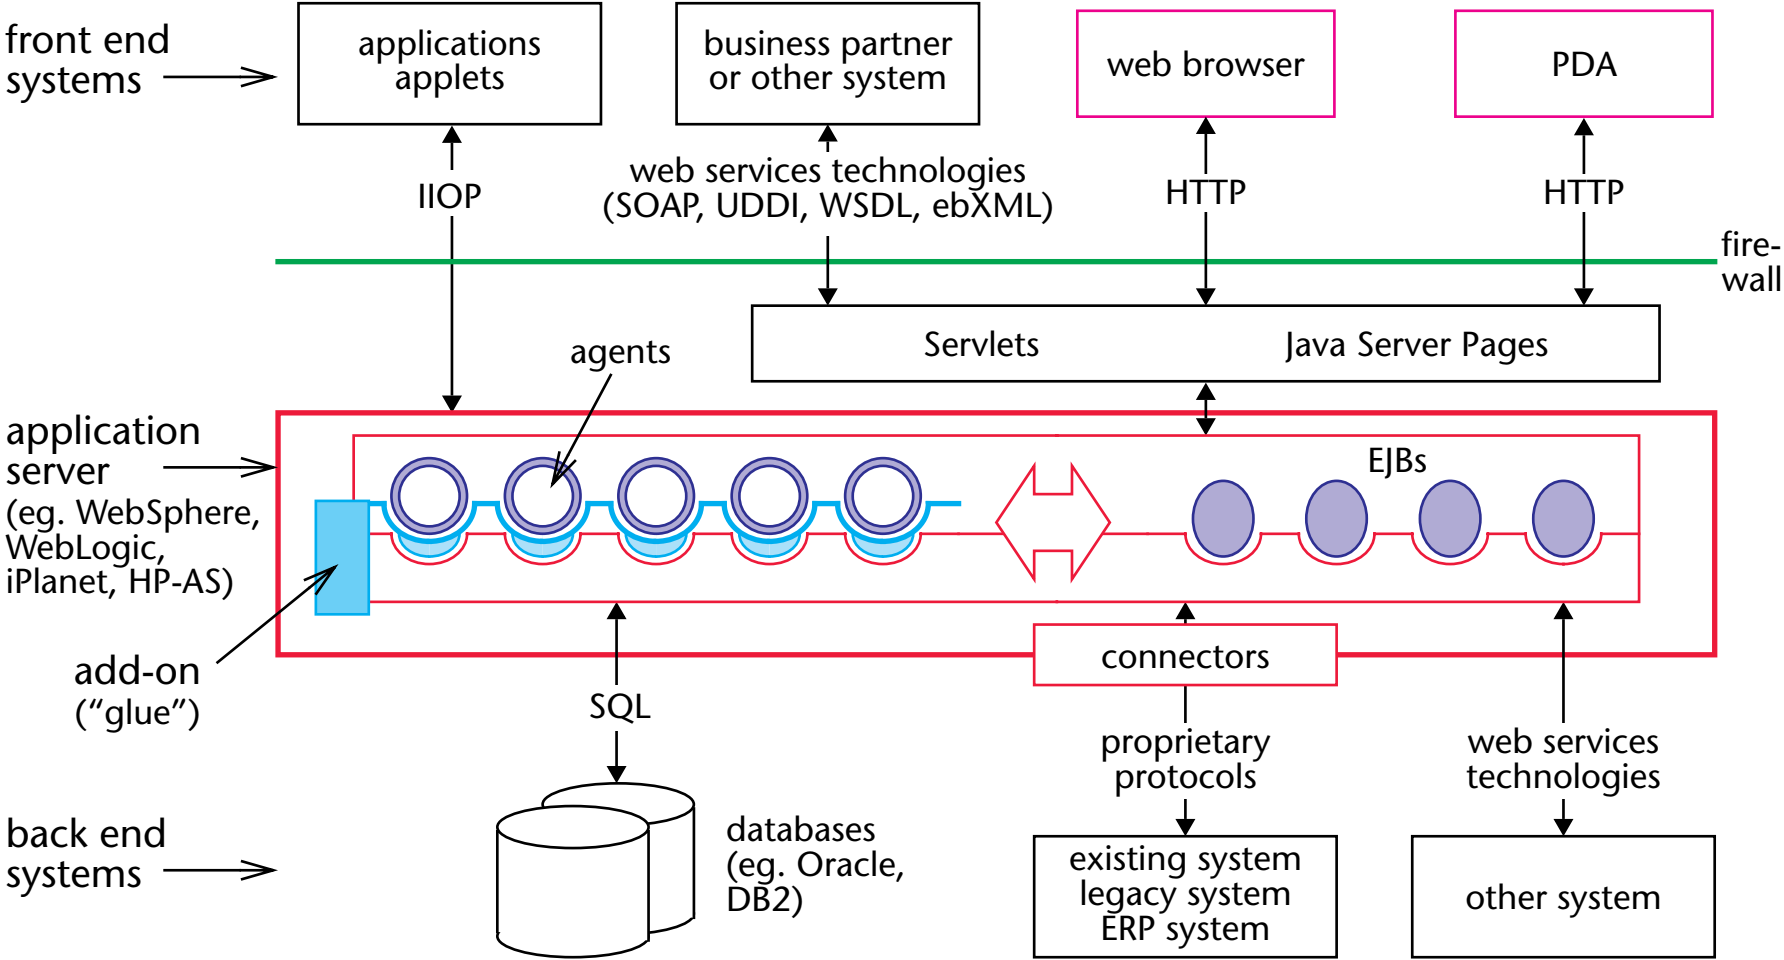 front end
systems
applications
applets
business partner
or other system
web browser
PDA
IIOP
web services technologies
(SOAP, UDDI, WSDL, ebXML)
HTTP
HTTP
fire-
wall
Servlets
Java Server Pages
agents
application
server
(eg. WebSphere,
WebLogic,
iPlanet, HP-AS)
EJBs
add-on
("glue")
connectors
SQL
proprietary
protocols
web services
technologies
back end
systems
databases
(eg. Oracle,
DB2)
existing system
legacy system
ERP system
other system